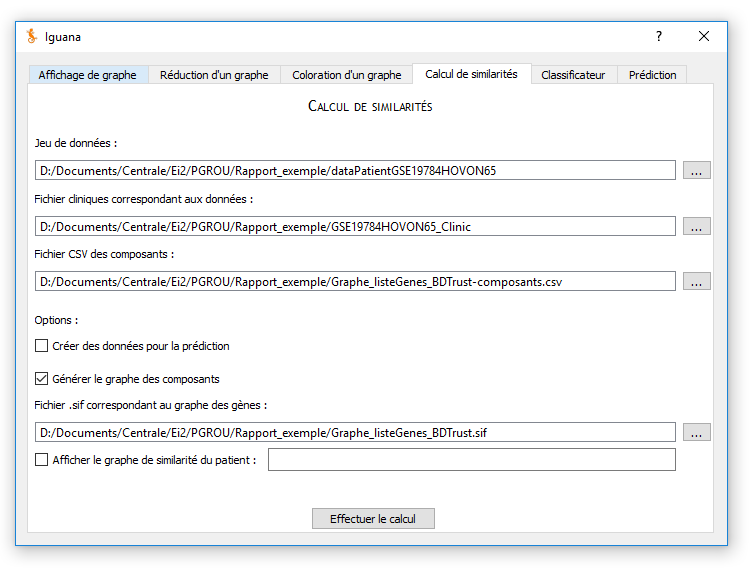 Iguana
?
Affichage de graphe Réduction d'un graphe Coloration d'un graphe Calcul de similarités Classificateur Prédiction
Calcul de similarités
Jeu de données :
D:/Documents/Centrale/Ei2/PGROU/Rapport_exemple/dataPatientGSE19784HOVON65 ...
Fichier cliniques correspondant aux données :
D:/Documents/Centrale/Ei2/PGROU/Rapport_exemple/GSE19784HOVON65_Clinic ...
Fichier CSV des composants :
D:/Documents/Centrale/Ei2/PGROU/Rapport_exemple/Graphe_listeGenes_BDTrust-composants.csv ...
Options :
Créer des données pour la prédiction
Générer le graphe des composants
Fichier .sif correspondant au graphe des gènes :
D:/Documents/Centrale/Ei2/PGROU/Rapport_exemple/Graphe_listeGenes_BDTrust.sif ...
Afficher le graphe de similarité du patient :
Effectuer le calcul